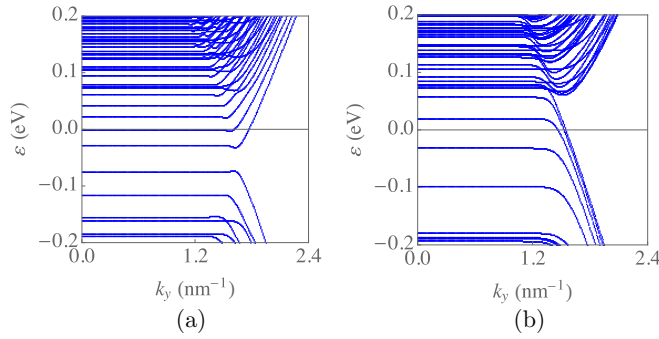 0.2 0.2
0.1 0.1
ε (eV) 0.0 ε (eV) 0.0
−0.1 −0.1
−0.2 −0.2
0.0 1.2 2.4 0.0 1.2 2.4
k_y (nm⁻¹) k_y (nm⁻¹)
(a) (b)